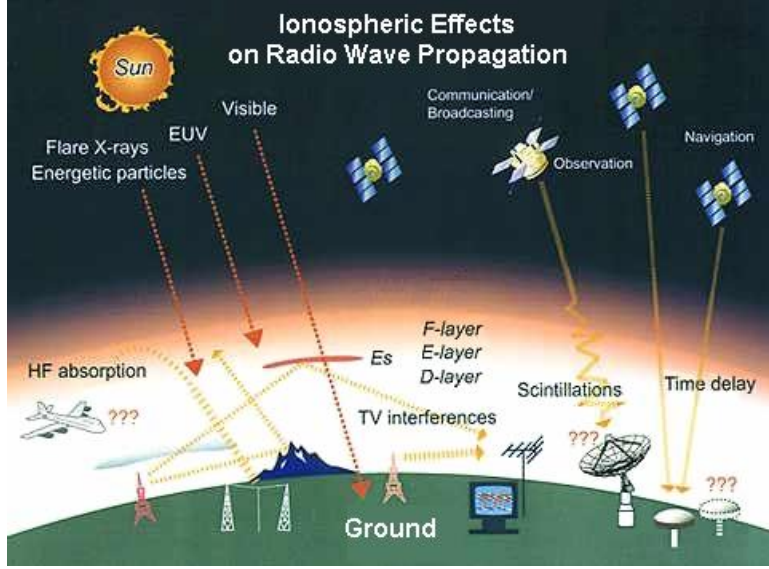 Ionospheric Effects
on Radio Wave Propagation
Sun
Communication/
Broadcasting
Visible
EUV
Flare X-rays
Energetic particles
Navigation
Observation
F-layer
E-layer
D-layer
Es
HF absorption
Scintillations
Time delay
TV interferences
???
???
???
Ground